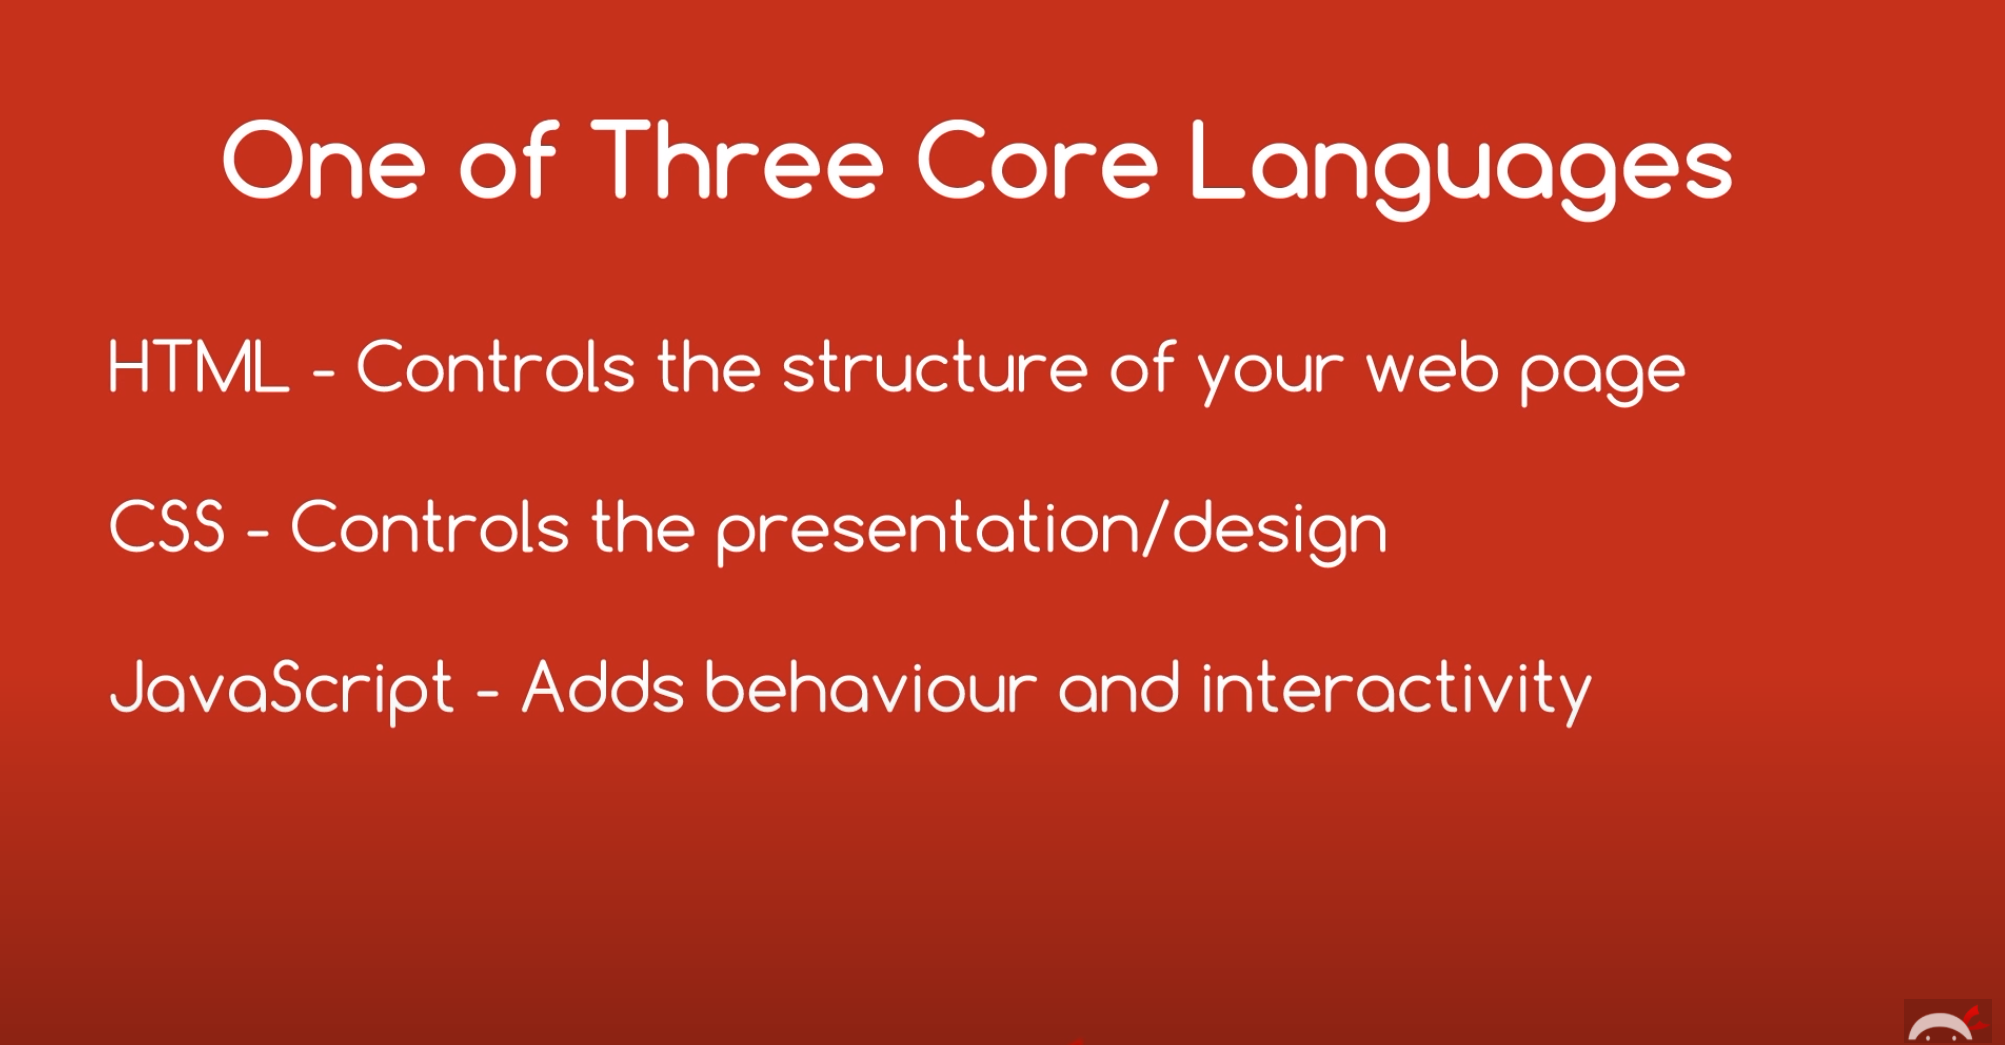 One of Three Core Languages
HTML - Controls the structure of your web page
CSS - Controls the presentation/design
JavaScript - Adds behaviour and interactivity